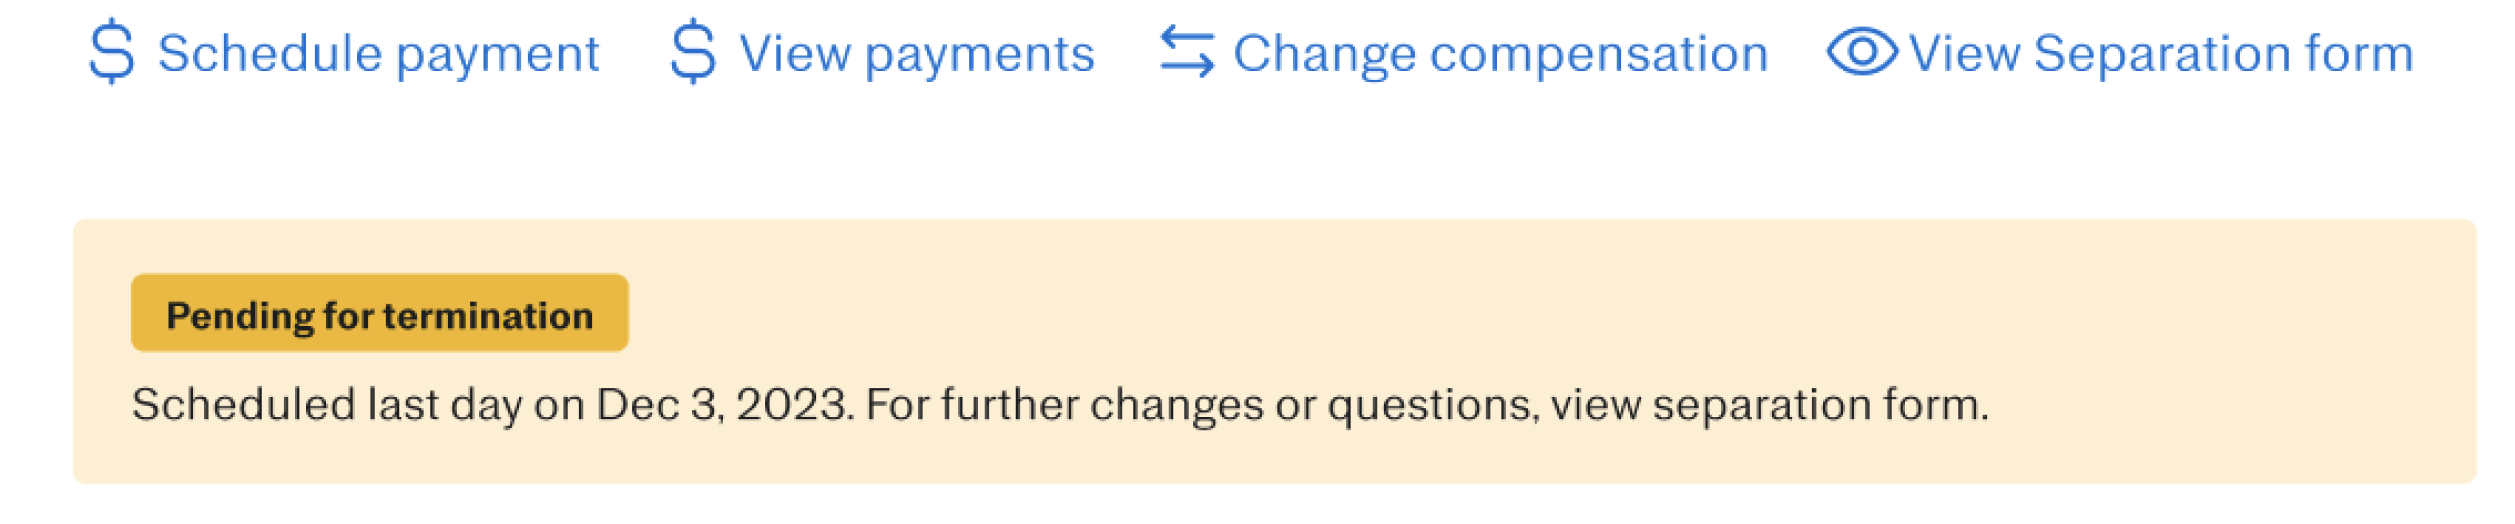 Schedule payment View payments Change compensation View Separation form
Pending for termination
Scheduled last day on Dec 3, 2023. For further changes or questions, view separation form.